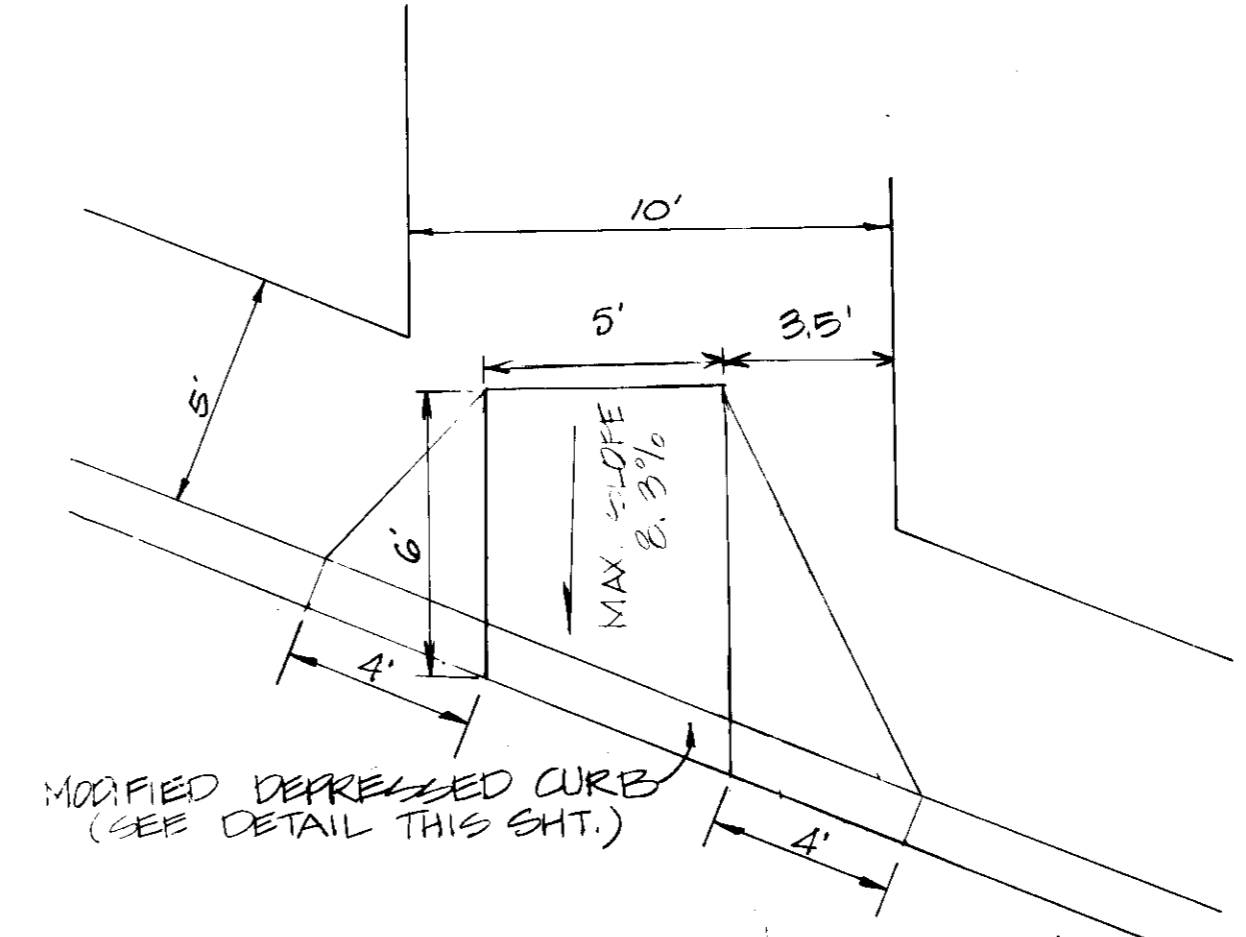 10'
5'
3.5'
5'
6'
MAX. SLOPE
8.3%
4'
MODIFIED DEPRESSED CURB
(SEE DETAIL THIS SHT.)
4'